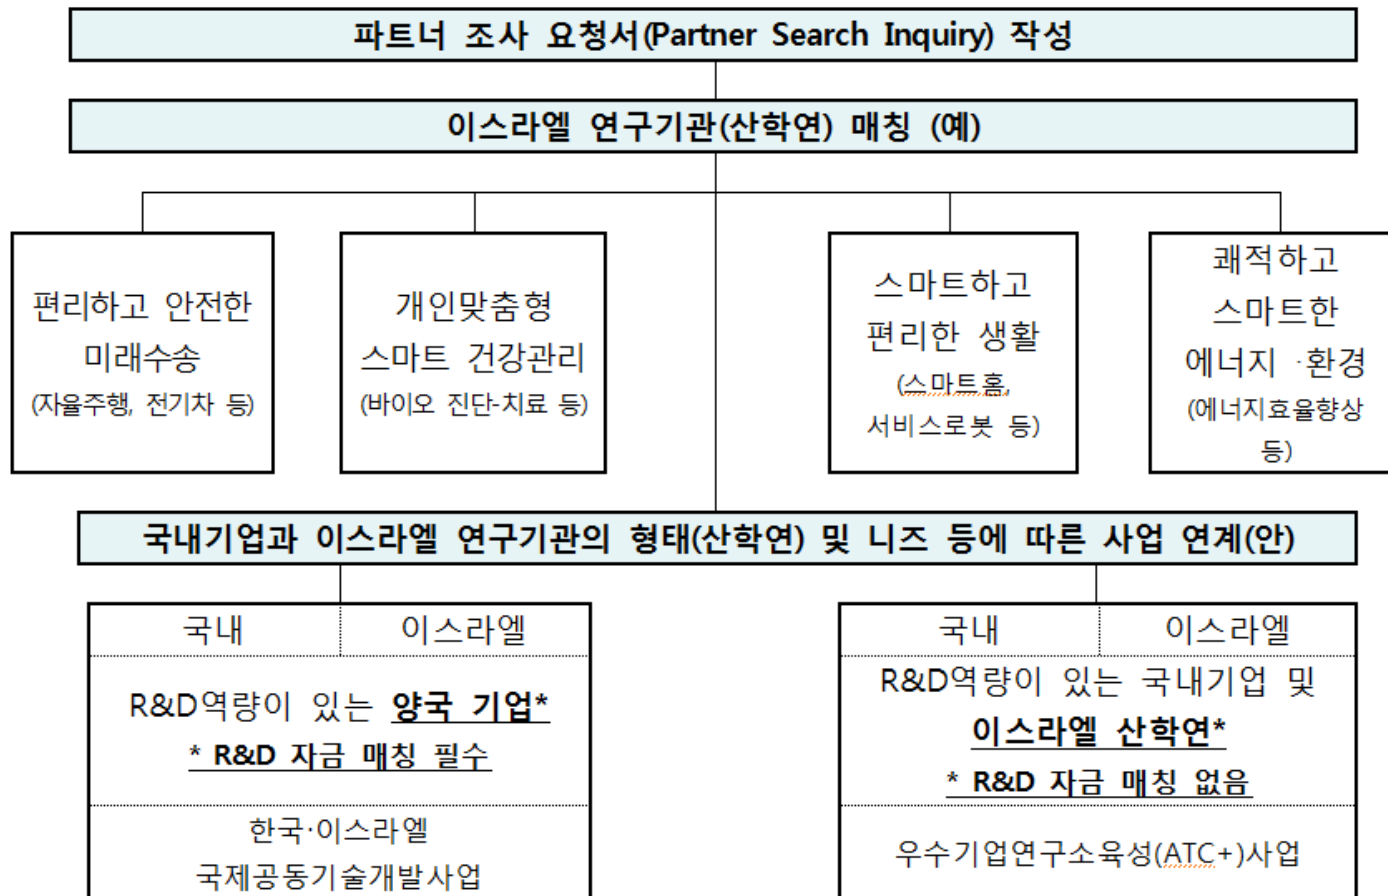 파트너 조사 요청서(Partner Search Inquiry) 작성
이스라엘 연구기관(산학연) 매칭 (예)
편리하고 안전한
미래수송
(자율주행, 전기차 등)
개인맞춤형
스마트 건강관리
(바이오 진단-치료 등)
스마트하고
편리한 생활
(스마트홈,
서비스로봇 등)
쾌적하고
스마트한
에너지 ·환경
(에너지효율향상
등)
국내기업과 이스라엘 연구기관의 형태(산학연) 및 니즈 등에 따른 사업 연계(안)
국내 이스라엘
R&D역량이 있는 양국 기업*
* R&D 자금 매칭 필수
한국·이스라엘
국제공동기술개발사업
국내 이스라엘
R&D역량이 있는 국내기업 및
이스라엘 산학연*
* R&D 자금 매칭 없음
우수기업연구소육성(ATC+)사업